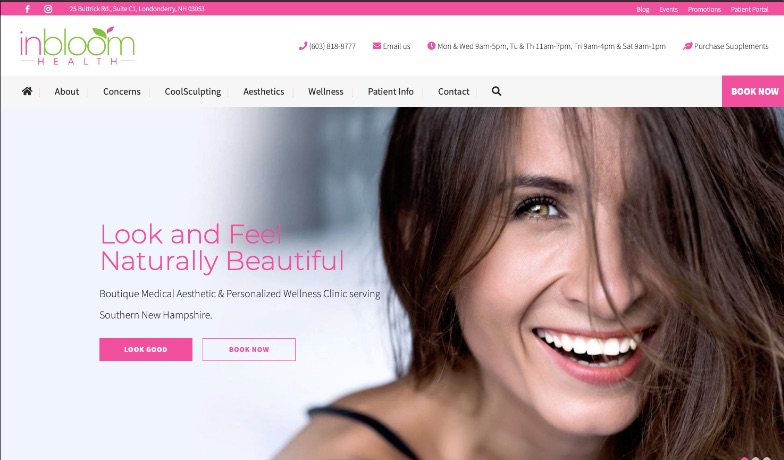 25 Buttrick Rd., Suite C1, Londonderry, NH 03053
Blog Events Promotions Patient Portal
inbloom
HEALTH
(603) 818-8777 Email us Mon & Wed 9am-5pm, Tu & Th 11am-7pm, Fri 9am-4pm & Sat 9am-1pm Purchase Supplements
About Concerns CoolSculpting Aesthetics Wellness Patient Info Contact BOOK NOW
Look and Feel
Naturally Beautiful
Boutique Medical Aesthetic & Personalized Wellness Clinic serving
Southern New Hampshire.
LOOK GOOD BOOK NOW